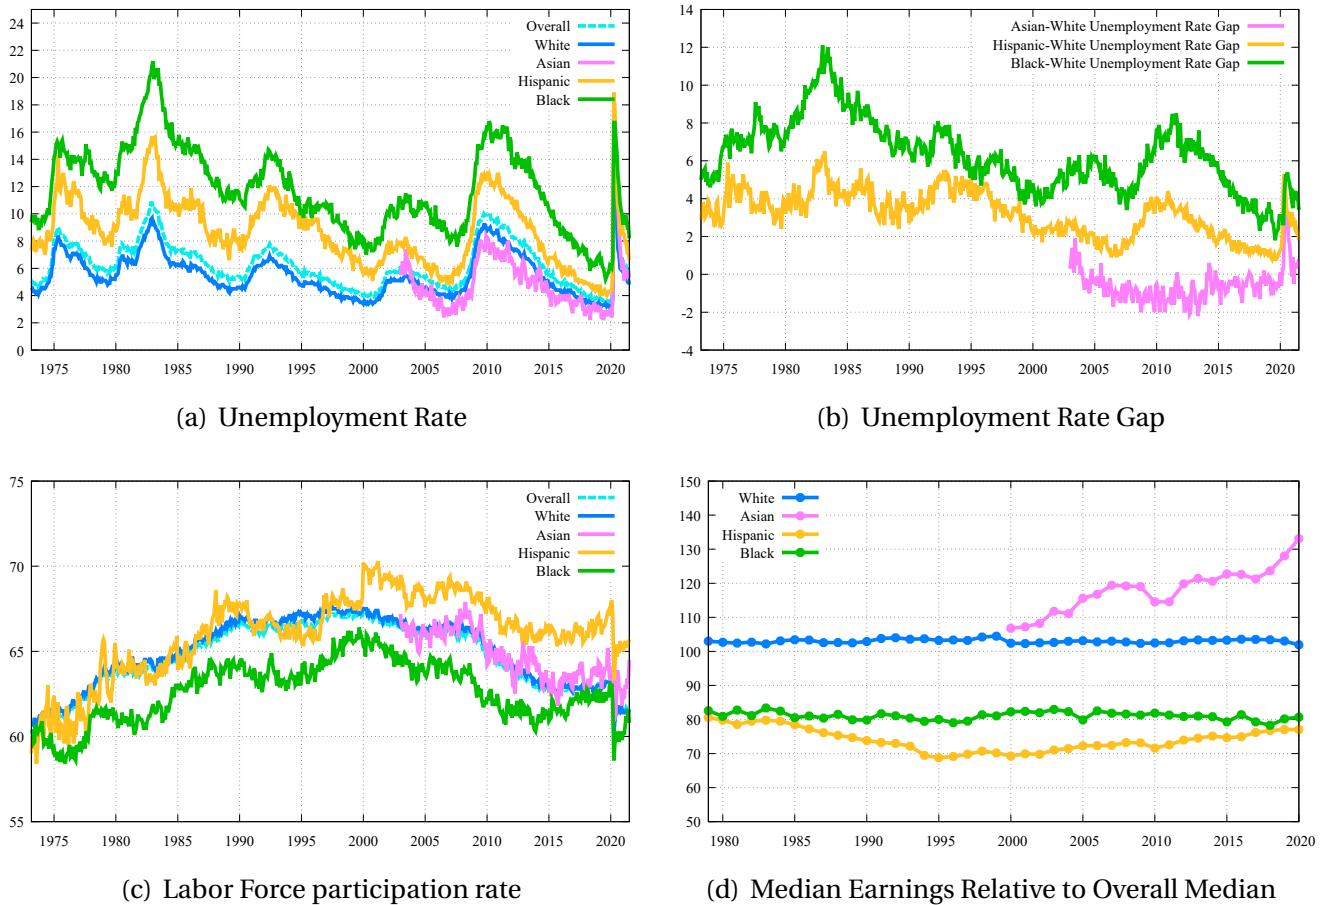 24
22
20
18
16
14
12
10
8
6
4
2
0
Overall
White
Asian
Hispanic
Black
1975 1980 1985 1990 1995 2000 2005 2010 2015 2020
(a) Unemployment Rate
14
12
10
8
6
4
2
0
-2
-4
Asian-White Unemployment Rate Gap
Hispanic-White Unemployment Rate Gap
Black-White Unemployment Rate Gap
1975 1980 1985 1990 1995 2000 2005 2010 2015 2020
(b) Unemployment Rate Gap
75
70
65
60
55
Overall
White
Asian
Hispanic
Black
1975 1980 1985 1990 1995 2000 2005 2010 2015 2020
(c) Labor Force participation rate
150
140
130
120
110
100
90
80
70
60
50
White
Asian
Hispanic
Black
1980 1985 1990 1995 2000 2005 2010 2015 2020
(d) Median Earnings Relative to Overall Median